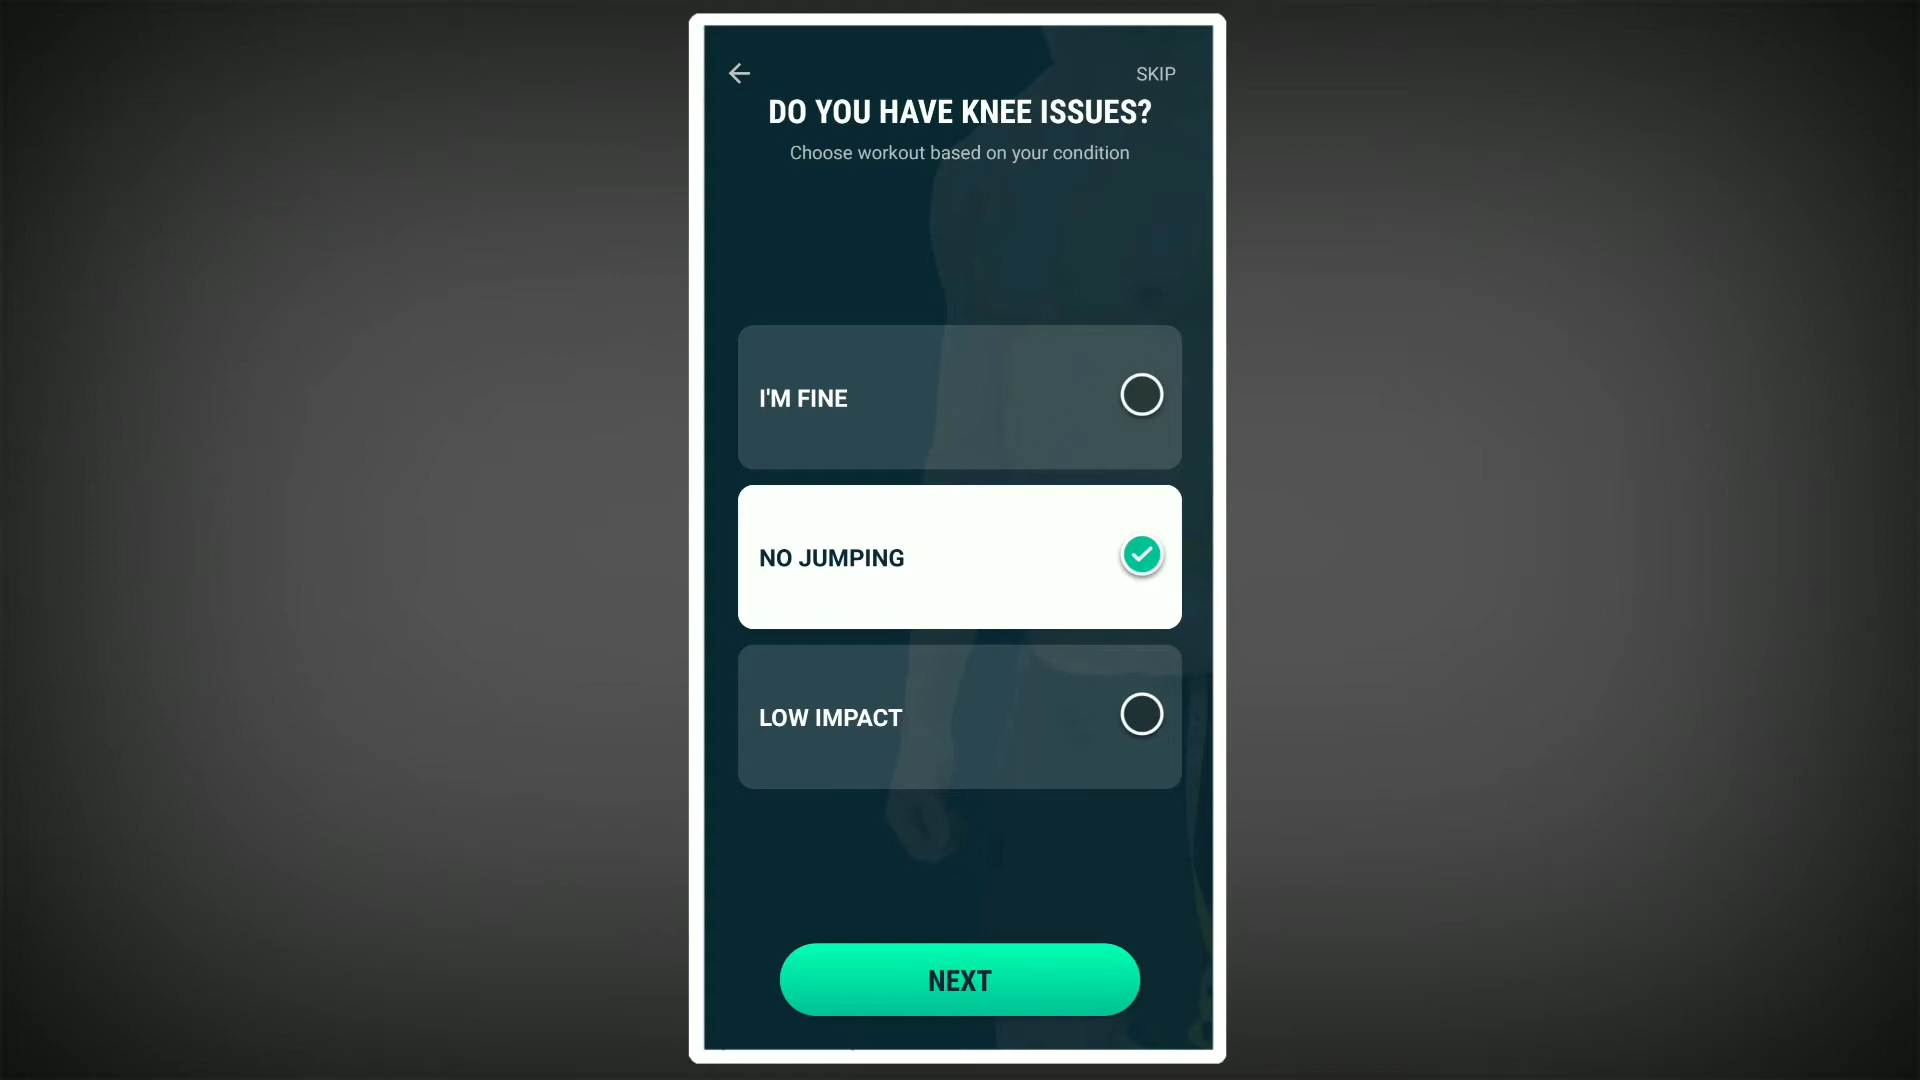 SKIP
DO YOU HAVE KNEE ISSUES?
Choose workout based on your condition
I'M FINE
NO JUMPING
LOW IMPACT
NEXT